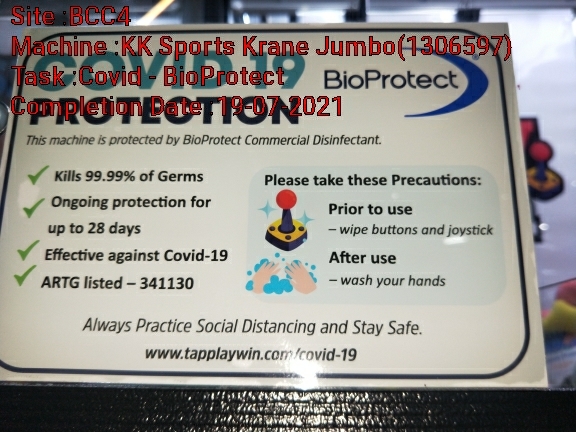 Site :BCC4
Machine :KK Sports Krane Jumbo(1306597)
Task :Covid - BioProtect
Completion Date :19-07-2021
COVID 19
BioProtect
PROTECTION
This machine is protected by BioProtect Commercial Disinfectant.
Kills 99.99% of Germs
Ongoing protection for
up to 28 days
Effective against Covid-19
ARTG listed – 341130
Please take these Precautions:
Prior to use
– wipe buttons and joystick
After use
– wash your hands
Always Practice Social Distancing and Stay Safe.
www.tapplaywin.com/covid-19